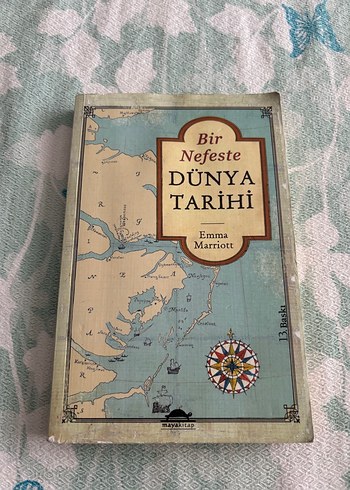 Bir
Nefeste
DÜNYA
TARİHİ
Emma
Marriott
13. Baskı
mayakitap